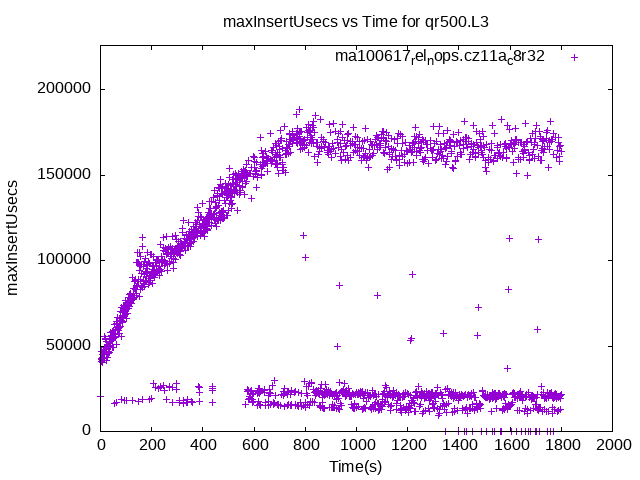 maxInsertUsecs vs Time for qr500.L3
ma100617relnops.cz11ac8r32
200000
150000
100000
50000
0
maxInsertUsecs
0 200 400 600 800 1000 1200 1400 1600 1800 2000
Time(s)